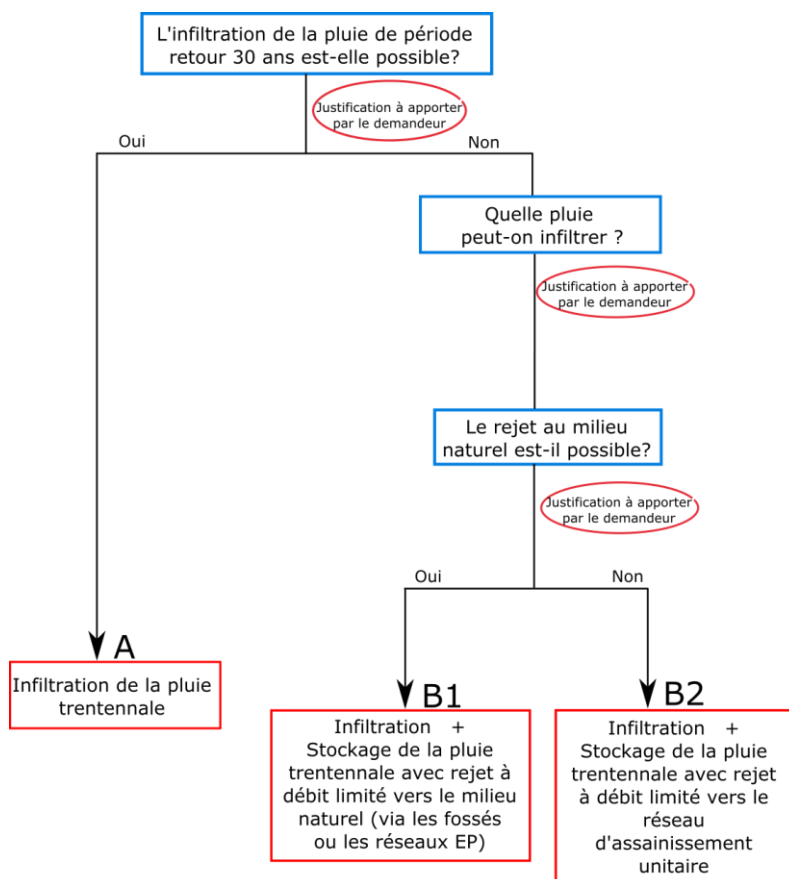 L'infiltration de la pluie de période
retour 30 ans est-elle possible?
Justification à apporter
par le demandeur
Oui
Non
Quelle pluie
peut-on infiltrer ?
Justification à apporter
par le demandeur
Le rejet au milieu
naturel est-il possible?
Justification à apporter
par le demandeur
Oui
Non
A
Infiltration de la pluie
trentennale
B1
Infiltration +
Stockage de la pluie
trentennale avec rejet à
débit limité vers le milieu
naturel (via les fossés
ou les réseaux EP)
B2
Infiltration +
Stockage de la pluie
trentennale avec rejet
à débit limité vers le
réseau
d'assainissement
unitaire